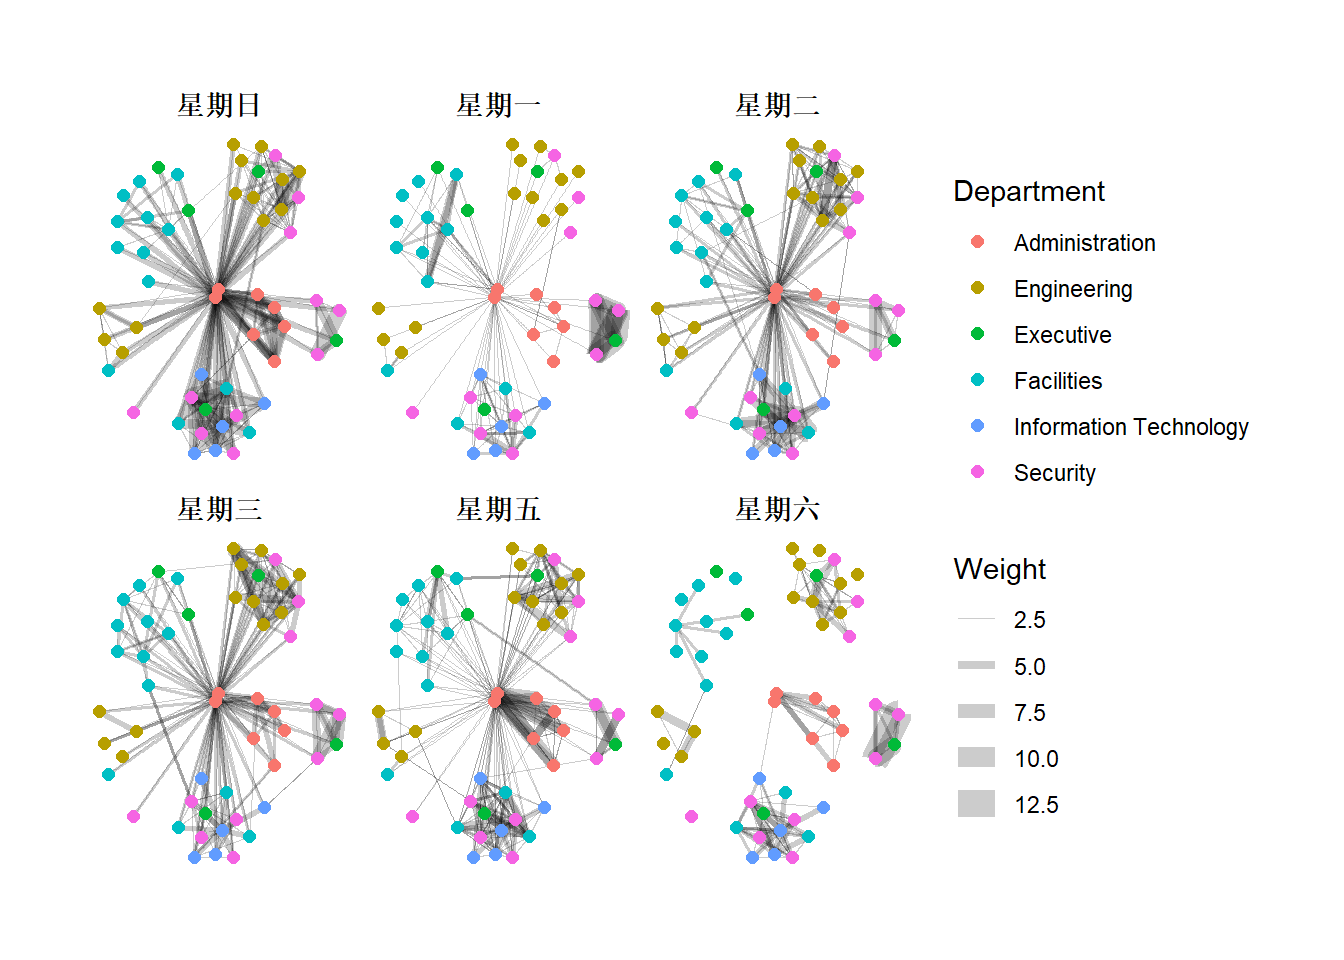 星期日
星期一
星期二
星期三
星期五
星期六
Department
Administration
Engineering
Executive
Facilities
Information Technology
Security
Weight
2.5
5.0
7.5
10.0
12.5